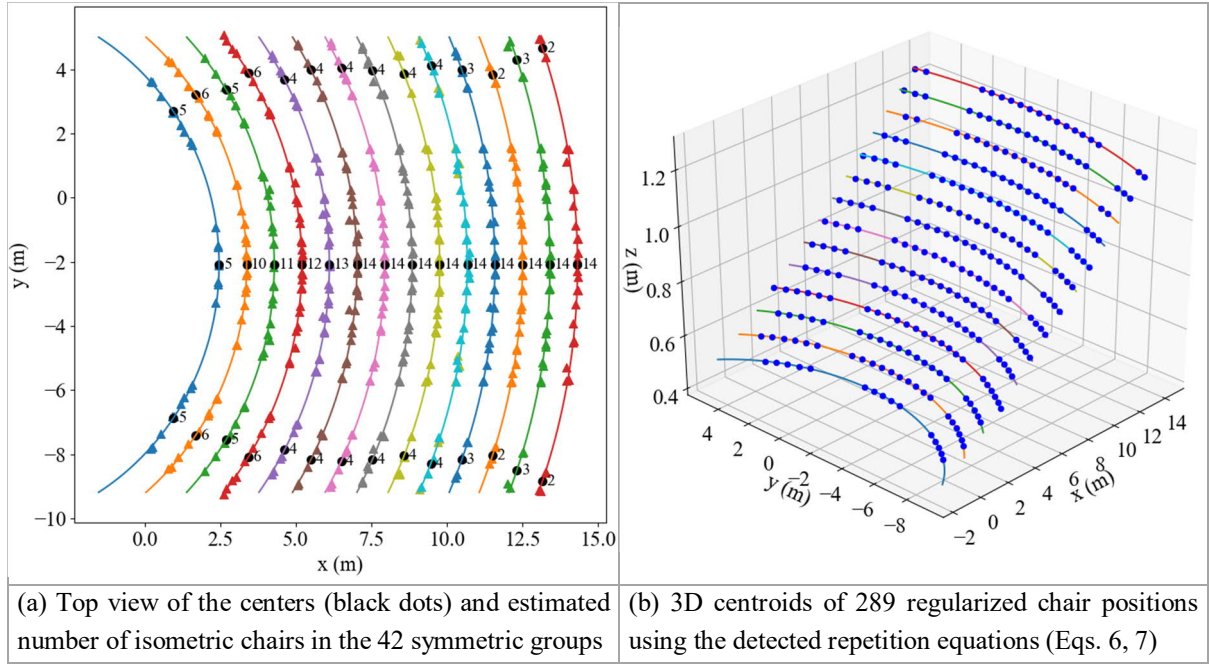 4
2
0
−2
−4
−6
−8
−10
y (m)
0.0 2.5 5.0 7.5 10.0 12.5 15.0
x (m)
5 6 5 6 4 4 4 4 4 4 3 2 3 2
5 10 11 12 13 14 14 14 14 14 14 14 14 14
5 6 5 6 4 4 4 4 4 4 3 2 3 2
1.2
1.0
0.8
0.6
0.4
z (m)
4 2 0 −2 −4 −6 −8
y (m)
−2 0 2 4 6 8 10 12 14
x (m)
(a) Top view of the centers (black dots) and estimated
number of isometric chairs in the 42 symmetric groups
(b) 3D centroids of 289 regularized chair positions
using the detected repetition equations (Eqs. 6, 7)